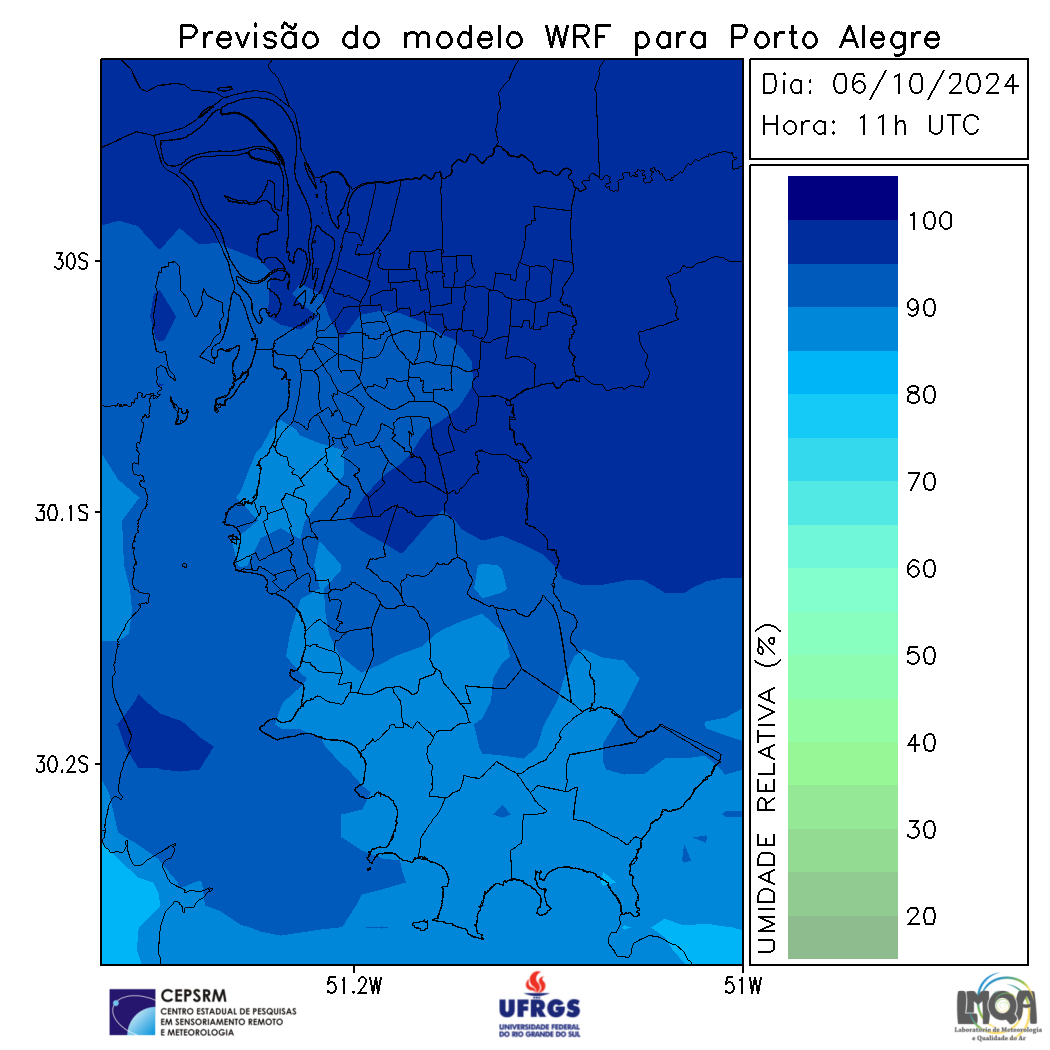 Previsão do modelo WRF para Porto Alegre
Dia: 06/10/2024
Hora: 11h UTC
100
90
80
70
60
50
40
30
20
UMIDADE RELATIVA (%)
30S
30.1S
30.2S
51.2W
51W
CEPSRM
CENTRO ESTADUAL DE PESQUISAS
EM SENSORIAMENTO REMOTO
E METEOROLOGIA
UFRGS
UNIVERSIDADE FEDERAL
DO RIO GRANDE DO SUL
LMQA
Laboratório de Meteorologia
e Qualidade do Ar